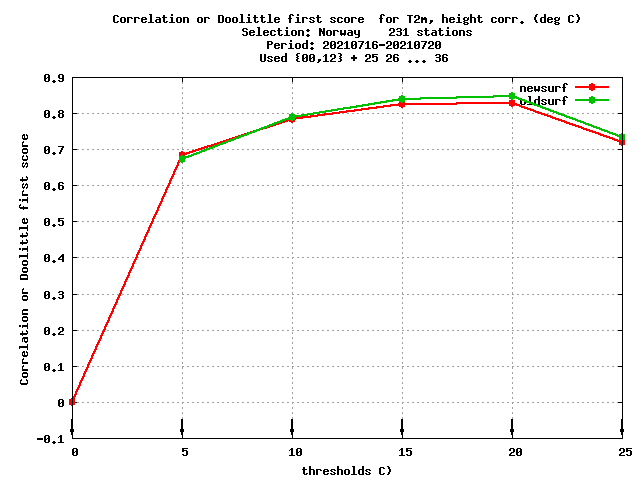 Correlation or Doolittle first score  for T2m, height corr. (deg C)
Selection: Norway    231 stations
Period: 20210716-20210720
Used {00,12} + 25 26 ... 36
newsurf
oldsurf
0.9
0.8
0.7
0.6
0.5
0.4
0.3
0.2
0.1
0
-0.1
Correlation or Doolittle first score
0 5 10 15 20 25
thresholds C)